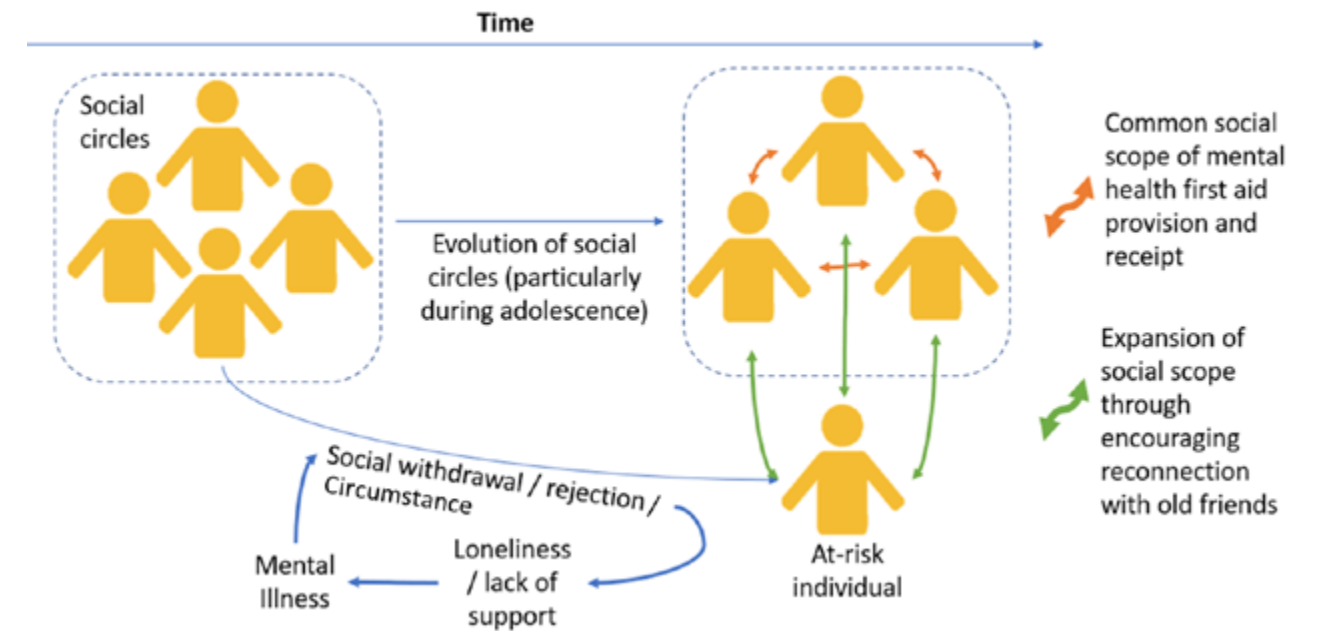 Time
Social
circles
Evolution of social
circles (particularly
during adolescence)
Social withdrawal / rejection /
Circumstance
Loneliness
/ lack of
support
Mental
Illness
At-risk
individual
Common social
scope of mental
health first aid
provision and
receipt
Expansion of
social scope
through
encouraging
reconnection
with old friends